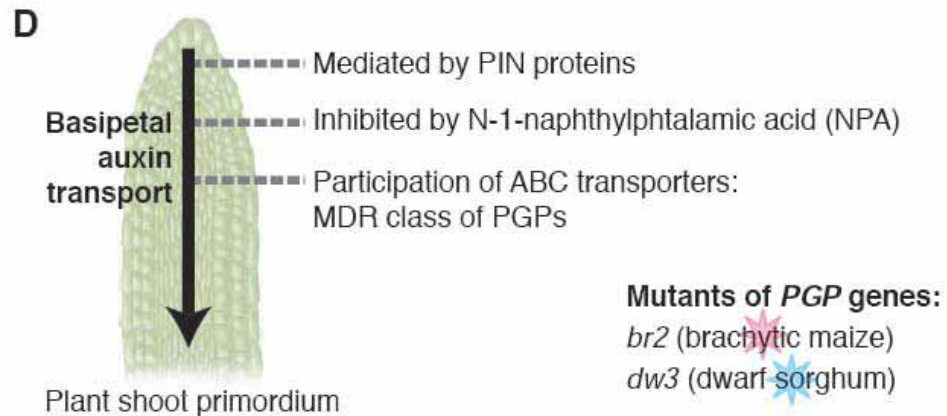 D
Mediated by PIN proteins
Inhibited by N-1-naphthylphtalamic acid (NPA)
Basipetal
auxin
transport
Participation of ABC transporters:
MDR class of PGPs
Mutants of PGP genes:
br2 (brachytic maize)
dw3 (dwarf sorghum)
Plant shoot primordium